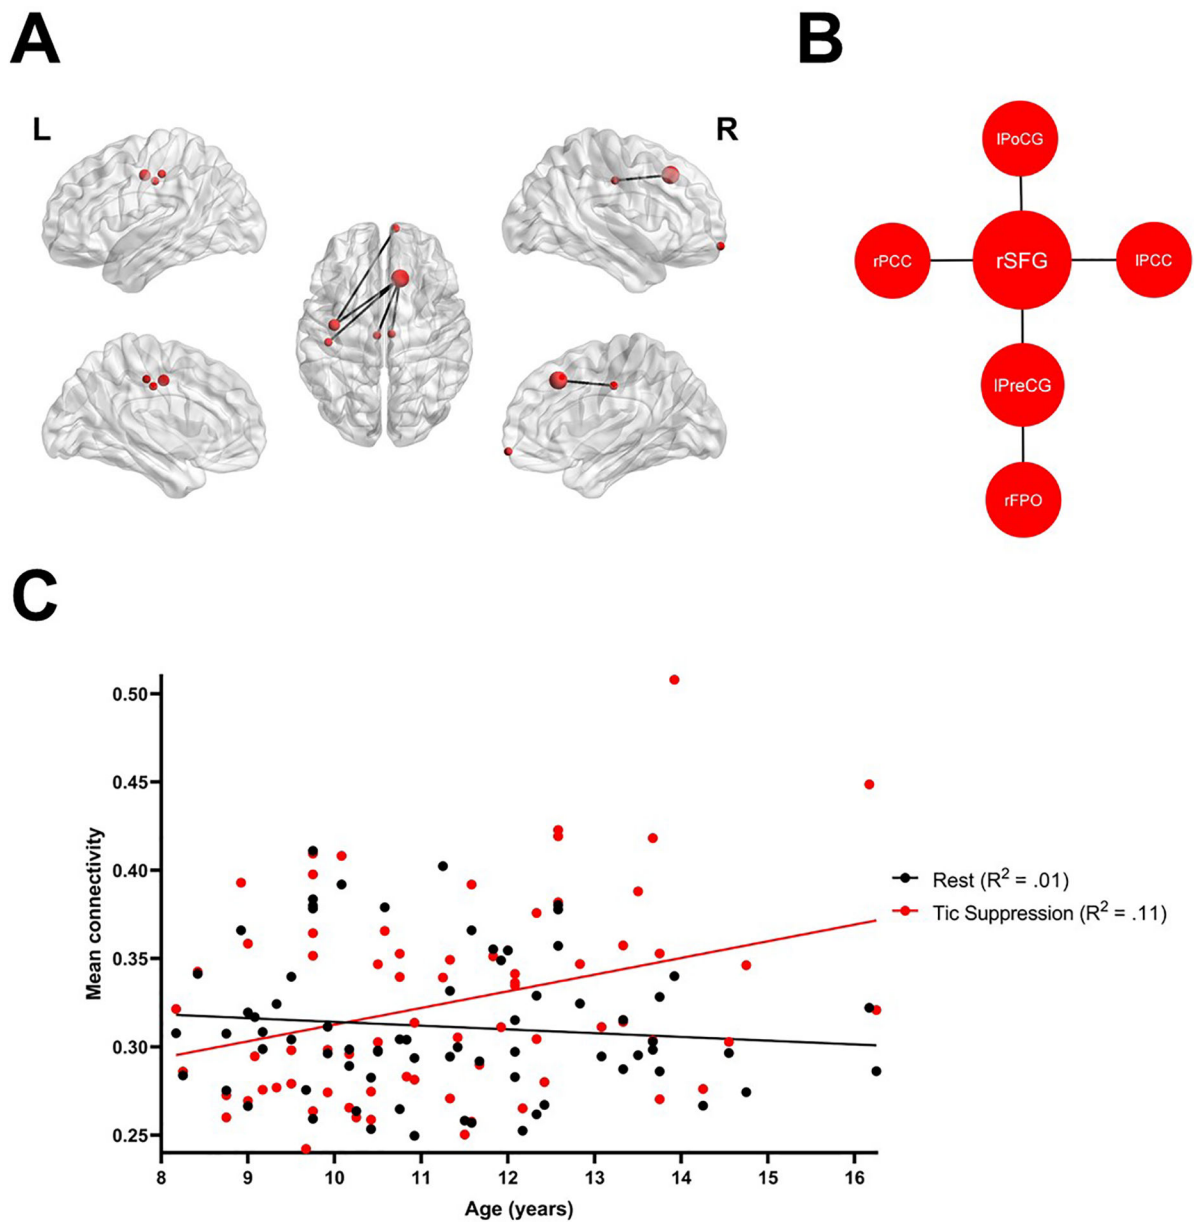 A
B
L
R
lPoCG
rPCC
rSFG
lPCC
lPreCG
rFPO
C
0.50
0.45
0.40
0.35
0.30
0.25
Mean connectivity
8
9
10
11
12
13
14
15
16
Age (years)
Rest (R² = .01)
Tic Suppression (R² = .11)